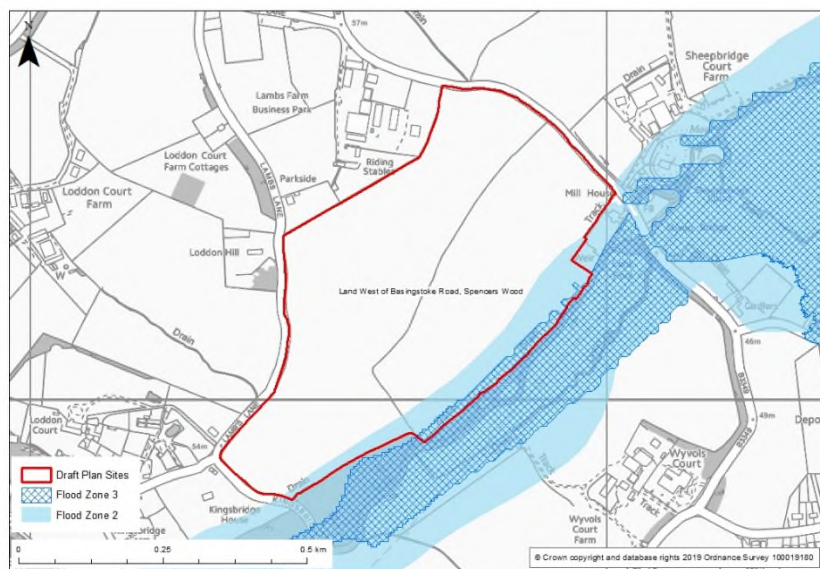 N
57m
LANE
Drain
Sheepbridge
Court
Farm
Drain
Lambs Farm
Business Park
Loddon Court
Farm Cottages
LAMBS LANE
Riding
Stables
Parkside
Loddon Court
Farm
Mill House
Track
Loddon Hill
Weir
W
Land West of Basingstoke Road, Spencers Wood
Drain
46m
B3349
LAMBS LANE
Loddon
Court
54m
49m
B3349
Depo
Wyvols
Court
Drain
Track
Kingsbridge
House
Wyvols
Court Farm
Track
Draft Plan Sites
Flood Zone 3
Flood Zone 2
0 0.25 0.5 km
© Crown copyright and database rights 2019 Ordnance Survey 100019180